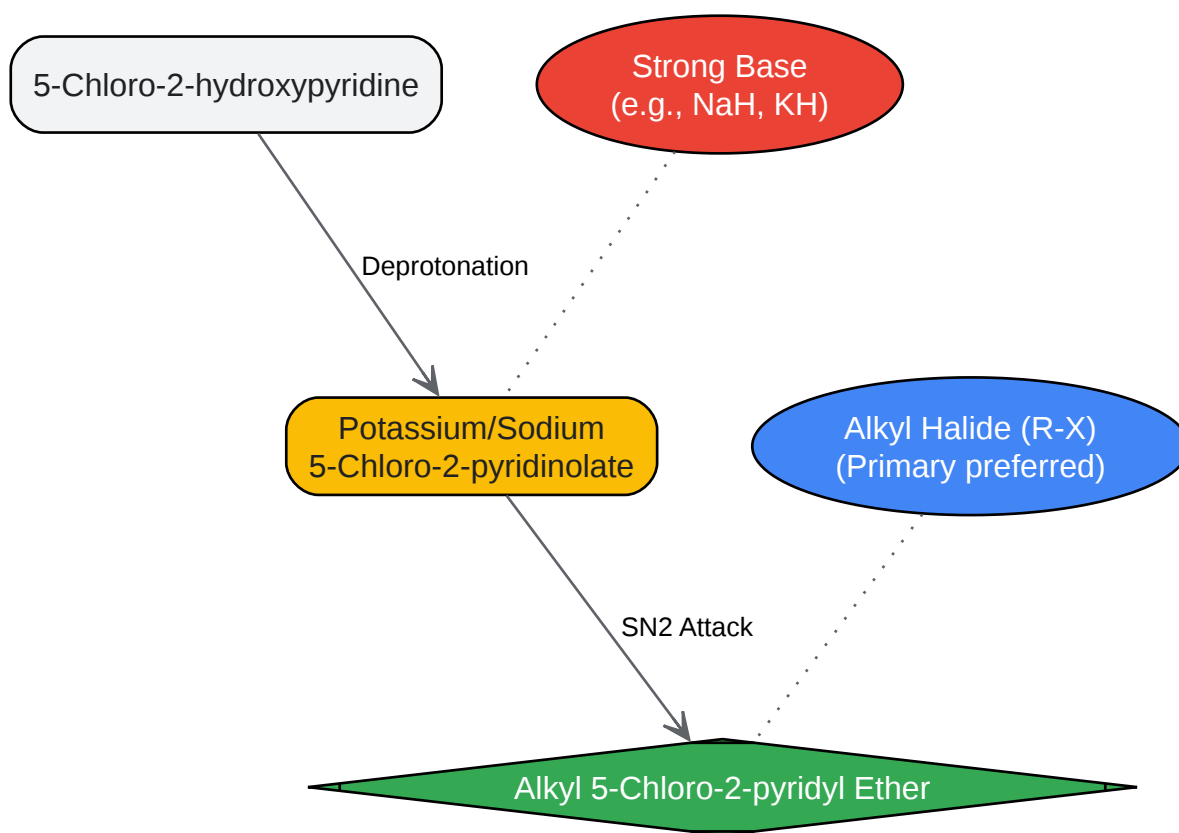 5-Chloro-2-hydroxypyridine
Strong Base
(e.g., NaH, KH)
Deprotonation
Potassium/Sodium
5-Chloro-2-pyridinolate
Alkyl Halide (R-X)
(Primary preferred)
SN2 Attack
Alkyl 5-Chloro-2-pyridyl Ether